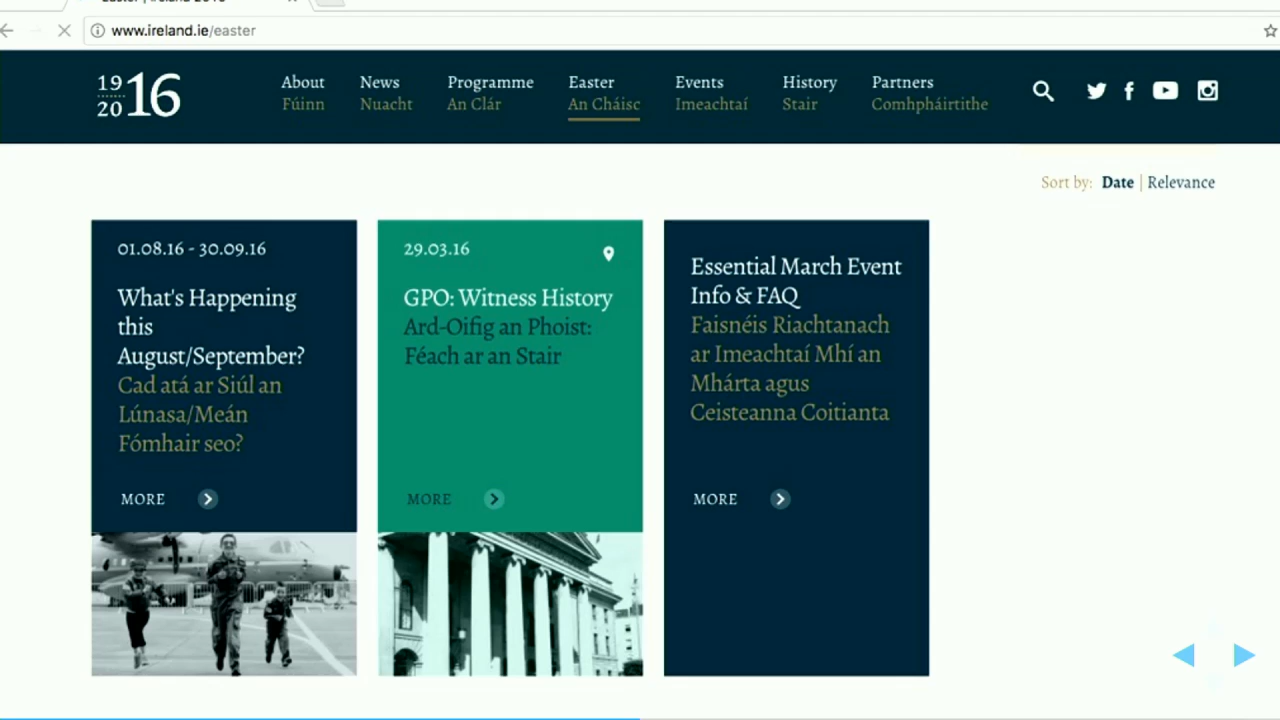 www.ireland.ie/easter
19
20
16
About News Programme Easter Events History Partners
Fúinn Nuacht An Clár An Cháisc Imeachtaí Stair Comhpháirtithe
Sort by: Date | Relevance
01.08.16 - 30.09.16
What's Happening
this
August/September?
Cad atá ar Siúl an
Lúnasa/Meán
Fómhair seo?
MORE
29.03.16
GPO: Witness History
Ard-Oifig an Phoist:
Féach ar an Stair
MORE
Essential March Event
Info & FAQ
Faisnéis Riachtanach
ar Imeachtaí Mhí an
Mhárta agus
Ceisteanna Coitianta
MORE